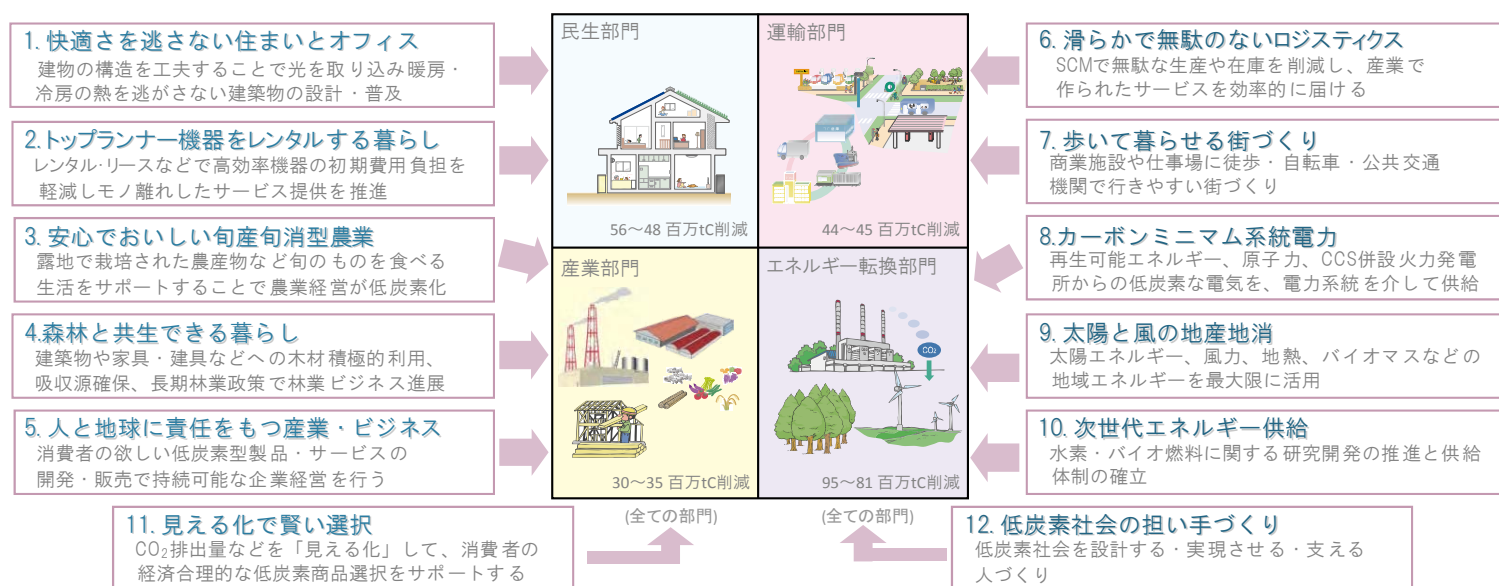 1. 快適さを逃さない住まいとオフィス
建物の構造を工夫することで光を取り込み暖房・
冷房の熱を逃がさない建築物の設計・普及
2.トップランナー機器をレンタルする暮らし
レンタル・リースなどで高効率機器の初期費用負担を
軽減しモノ離れしたサービス提供を推進
3. 安心でおいしい旬産旬消型農業
露地で栽培された農産物など旬のものを食べる
生活をサポートすることで農業経営が低炭素化
4.森林と共生できる暮らし
建築物や家具・建具などへの木材積極的利用、
吸収源確保、長期林業政策で林業ビジネス進展
5. 人と地球に責任をもつ産業・ビジネス
消費者の欲しい低炭素型製品・サービスの
開発・販売で持続可能な企業経営を行う
民生部門
56～48 百万tC削減
運輸部門
44～45 百万tC削減
産業部門
30～35 百万tC削減
エネルギー転換部門
CO₂
95～81 百万tC削減
6. 滑らかで無駄のないロジスティクス
SCMで無駄な生産や在庫を削減し、産業で
作られたサービスを効率的に届ける
7. 歩いて暮らせる街づくり
商業施設や仕事場に徒歩・自転車・公共交通
機関で行きやすい街づくり
8.カーボンミニマム系統電力
再生可能エネルギー、原子力、CCS併設火力発電
所からの低炭素な電気を、電力系統を介して供給
9. 太陽と風の地産地消
太陽エネルギー、風力、地熱、バイオマスなどの
地域エネルギーを最大限に活用
10. 次世代エネルギー供給
水素・バイオ燃料に関する研究開発の推進と供給
体制の確立
(全ての部門)
(全ての部門)
11. 見える化で賢い選択
CO₂排出量などを「見える化」して、消費者の
経済合理的な低炭素商品選択をサポートする
12. 低炭素社会の担い手づくり
低炭素社会を設計する・実現させる・支える
人づくり